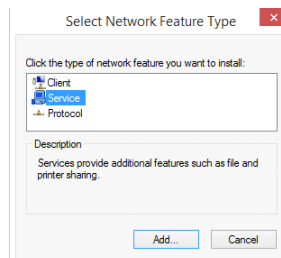 Select Network Feature Type
Click the type of network feature you want to install:
Client
Service
Protocol
Description
Services provide additional features such as file and
printer sharing.
Add...
Cancel